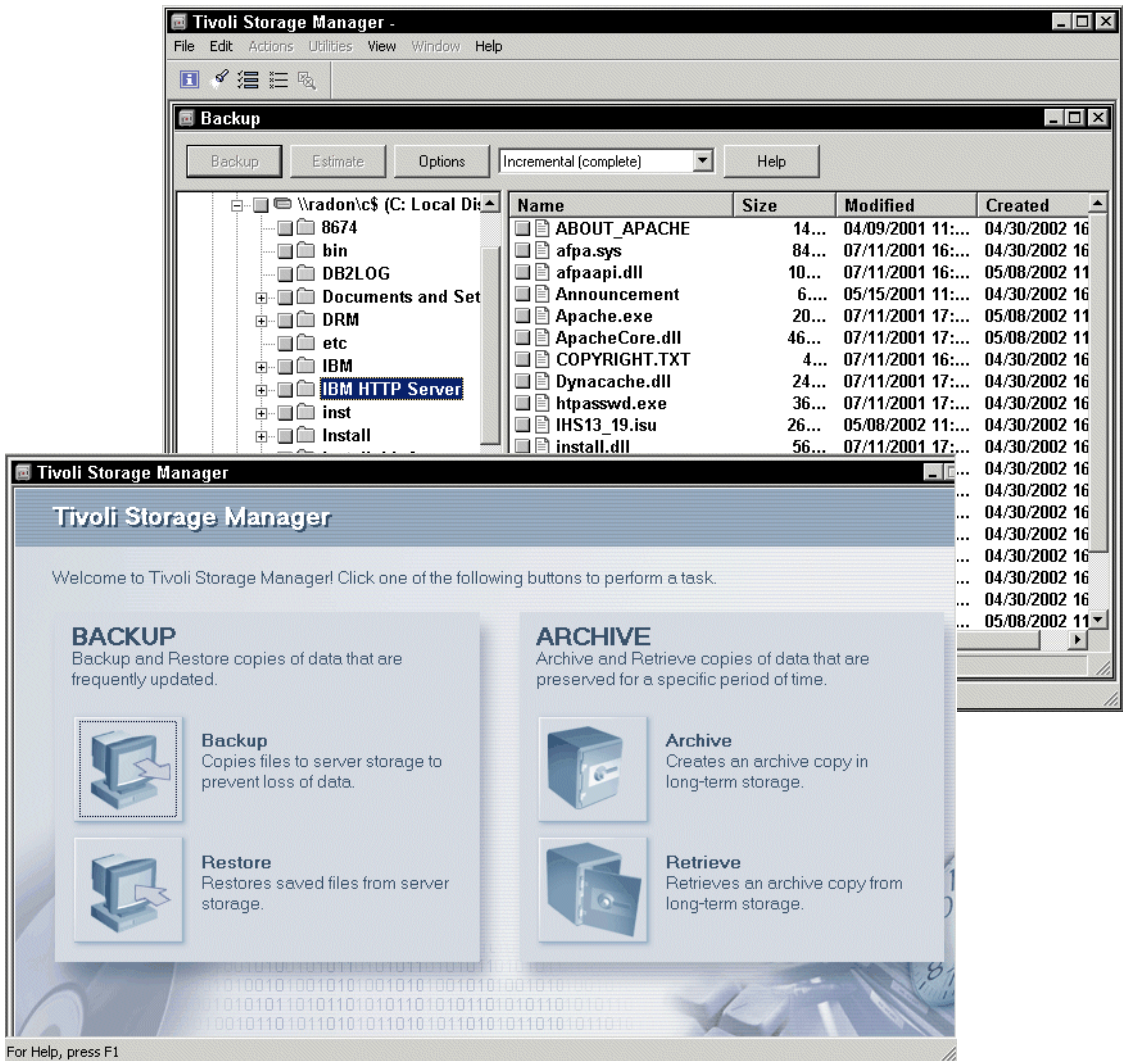 Tivoli Storage Manager -
File Edit Actions Utilities View Window Help
Backup
Backup Estimate Options Incremental (complete) Help
\\radon\c$ (C: Local Dis
8674
bin
DB2LOG
Documents and Set
DRM
etc
IBM
IBM HTTP Server
inst
Install
Name Size Modified Created
ABOUT_APACHE 14... 04/09/2001 11:... 04/30/2002 16
afpa.sys 84... 07/11/2001 16:... 04/30/2002 16
afpaapi.dll 10... 07/11/2001 16:... 05/08/2002 11
Announcement 6.... 05/15/2001 11:... 04/30/2002 16
Apache.exe 20... 07/11/2001 17:... 05/08/2002 11
ApacheCore.dll 46... 07/11/2001 17:... 05/08/2002 11
COPYRIGHT.TXT 4... 07/11/2001 16:... 04/30/2002 16
Dynacache.dll 24... 07/11/2001 17:... 04/30/2002 16
htpasswd.exe 36... 07/11/2001 17:... 04/30/2002 16
IHS13_19.isu 26... 05/08/2002 11:... 04/30/2002 16
install.dll 56... 07/11/2001 17:... 04/30/2002 16
... 04/30/2002 16
... 04/30/2002 16
... 04/30/2002 16
... 04/30/2002 16
... 04/30/2002 16
... 04/30/2002 16
... 04/30/2002 16
... 05/08/2002 11
Tivoli Storage Manager
Tivoli Storage Manager
Welcome to Tivoli Storage Manager! Click one of the following buttons to perform a task.
BACKUP
Backup and Restore copies of data that are
frequently updated.
Backup
Copies files to server storage to
prevent loss of data.
Restore
Restores saved files from server
storage.
ARCHIVE
Archive and Retrieve copies of data that are
preserved for a specific period of time.
Archive
Creates an archive copy in
long-term storage.
Retrieve
Retrieves an archive copy from
long-term storage.
For Help, press F1